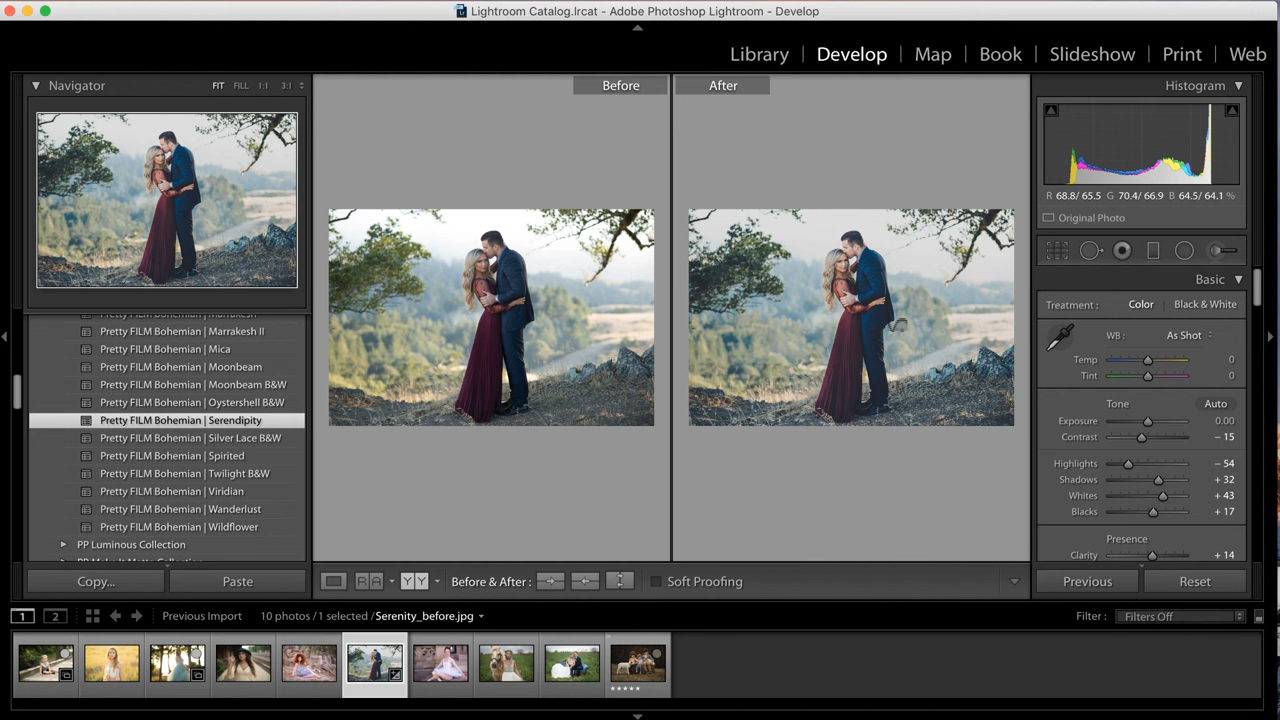 Lightroom Catalog.lrcat - Adobe Photoshop Lightroom - Develop
Library | Develop | Map | Book | Slideshow | Print | Web
Navigator FIT FILL 1:1 3:1
Before After
Histogram
R 68.8/ 65.5 G 70.4/ 66.9 B 64.5/ 64.1 %
Original Photo
Basic
Treatment : Color Black & White
WB: As Shot
Temp 0
Tint 0
Tone Auto
Exposure 0.00
Contrast – 15
Highlights – 54
Shadows + 32
Whites + 43
Blacks + 17
Presence
Clarity + 14
Pretty FILM Bohemian | Marrakesh
Pretty FILM Bohemian | Marrakesh II
Pretty FILM Bohemian | Mica
Pretty FILM Bohemian | Moonbeam
Pretty FILM Bohemian | Moonbeam B&W
Pretty FILM Bohemian | Oystershell B&W
Pretty FILM Bohemian | Serendipity
Pretty FILM Bohemian | Silver Lace B&W
Pretty FILM Bohemian | Spirited
Pretty FILM Bohemian | Twilight B&W
Pretty FILM Bohemian | Viridian
Pretty FILM Bohemian | Wanderlust
Pretty FILM Bohemian | Wildflower
PP Luminous Collection
Copy... Paste
R A Y Y Before & After : Soft Proofing
Previous Reset
1 2 Previous Import 10 photos / 1 selected / Serenity_before.jpg
Filter : Filters Off